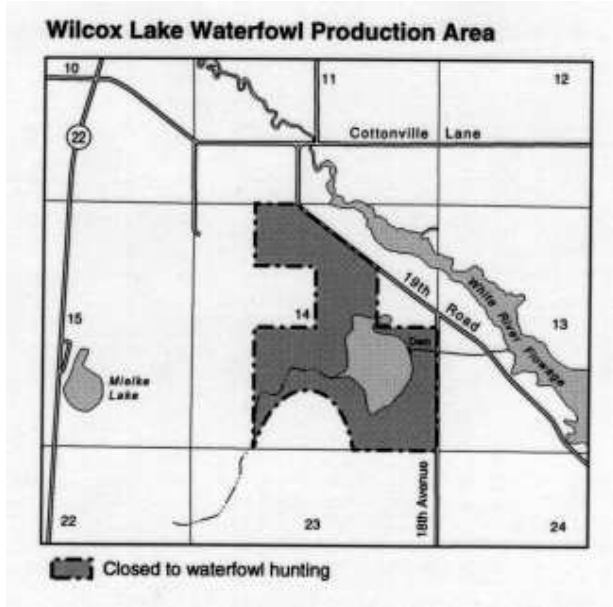 Wilcox Lake Waterfowl Production Area
10
11
12
22
Cottonville Lane
19th Road
White River Flowage
15
14
13
Dam
Mielke
Lake
18th Avenue
22
23
24
Closed to waterfowl hunting